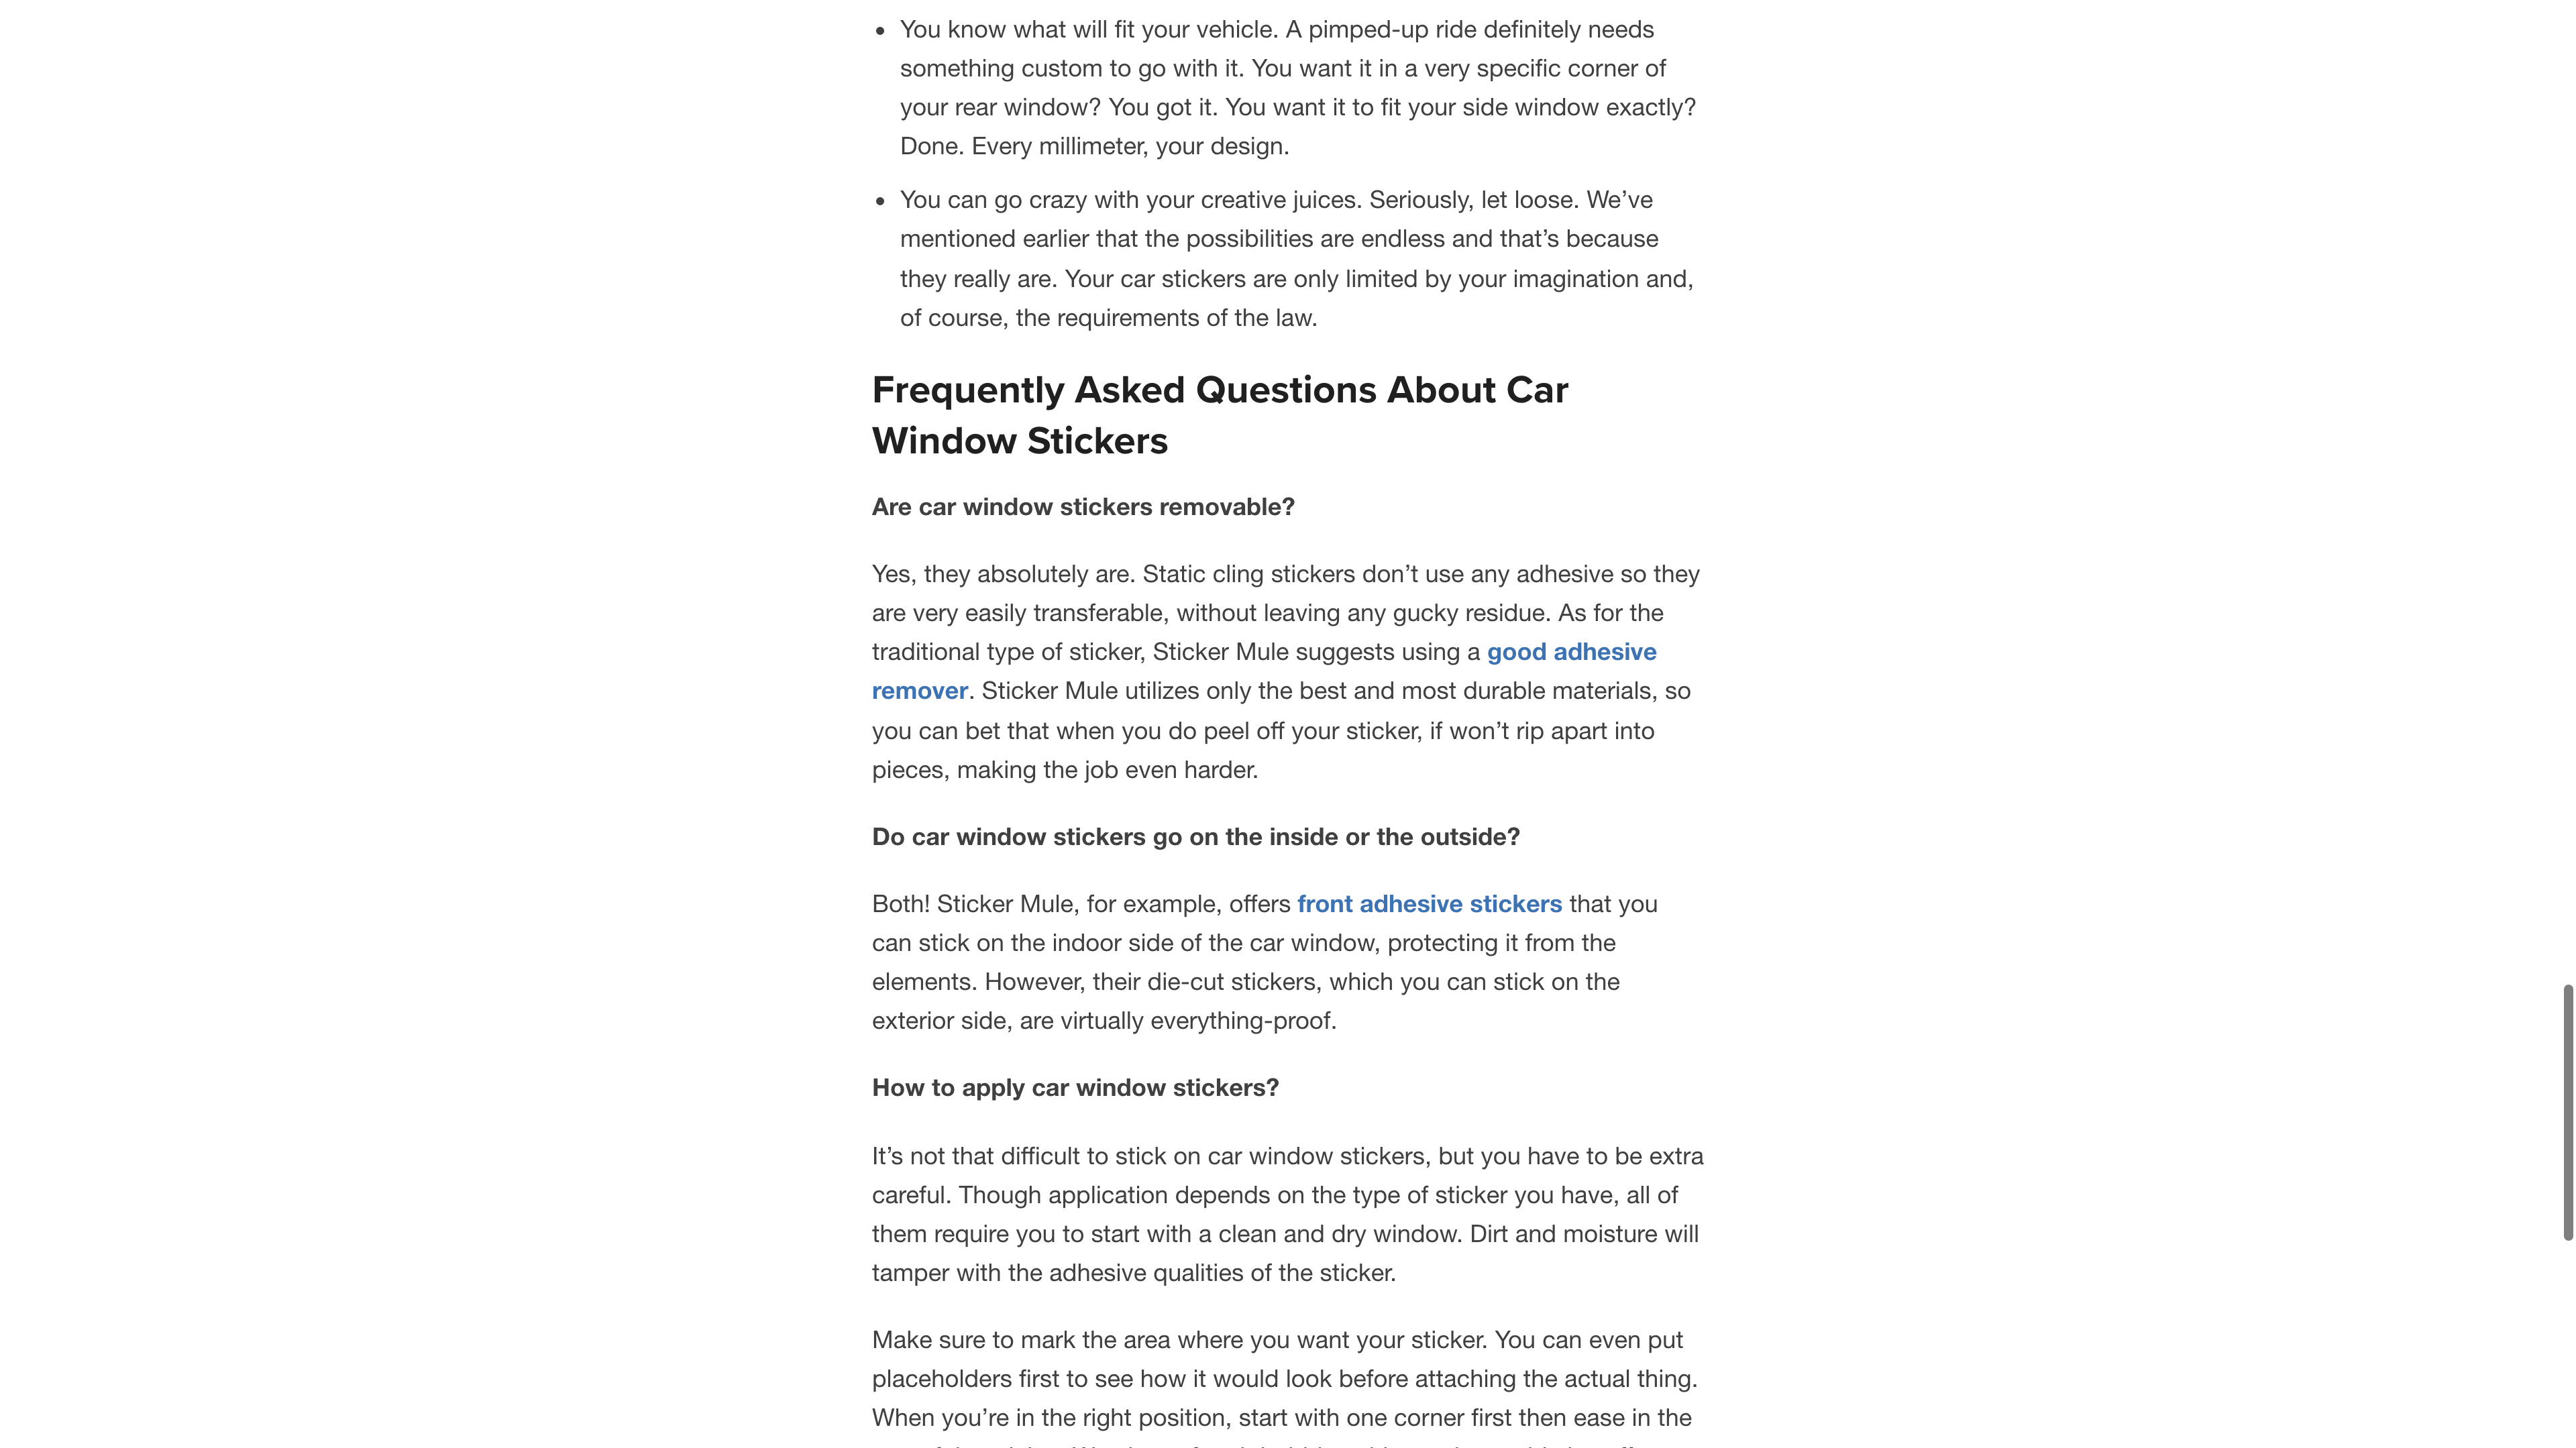 You know what will fit your vehicle. A pimped-up ride definitely needs
something custom to go with it. You want it in a very specific corner of
your rear window? You got it. You want it to fit your side window exactly?
Done. Every millimeter, your design.
You can go crazy with your creative juices. Seriously, let loose. We’ve
mentioned earlier that the possibilities are endless and that’s because
they really are. Your car stickers are only limited by your imagination and,
of course, the requirements of the law.
Frequently Asked Questions About Car
Window Stickers
Are car window stickers removable?
Yes, they absolutely are. Static cling stickers don’t use any adhesive so they
are very easily transferable, without leaving any gucky residue. As for the
traditional type of sticker, Sticker Mule suggests using a good adhesive
remover. Sticker Mule utilizes only the best and most durable materials, so
you can bet that when you do peel off your sticker, if won’t rip apart into
pieces, making the job even harder.
Do car window stickers go on the inside or the outside?
Both! Sticker Mule, for example, offers front adhesive stickers that you
can stick on the indoor side of the car window, protecting it from the
elements. However, their die-cut stickers, which you can stick on the
exterior side, are virtually everything-proof.
How to apply car window stickers?
It’s not that difficult to stick on car window stickers, but you have to be extra
careful. Though application depends on the type of sticker you have, all of
them require you to start with a clean and dry window. Dirt and moisture will
tamper with the adhesive qualities of the sticker.
Make sure to mark the area where you want your sticker. You can even put
placeholders first to see how it would look before attaching the actual thing.
When you’re in the right position, start with one corner first then ease in the